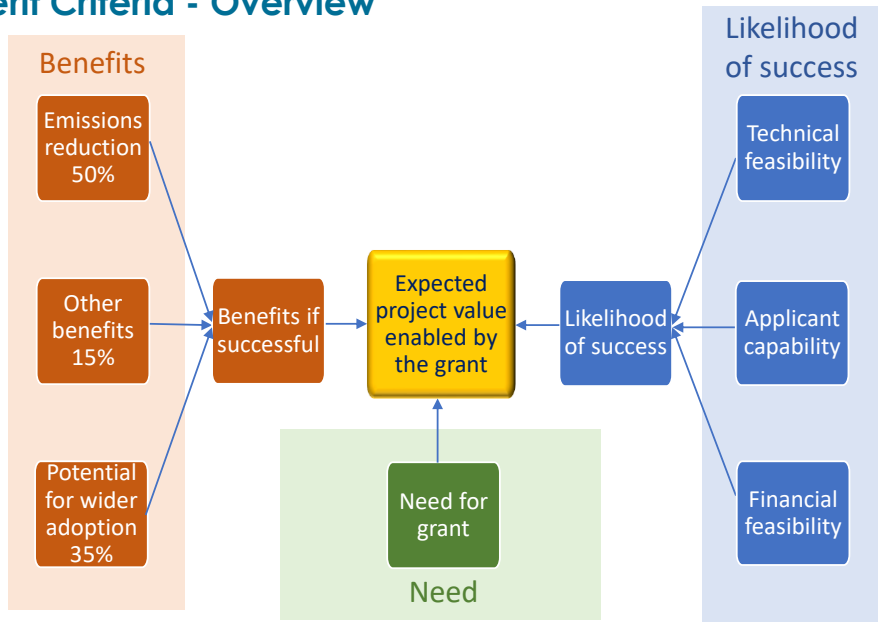 erit Criteria - Overview
Benefits
Emissions
reduction
50%
Other
benefits
15%
Potential
for wider
adoption
35%
Benefits if
successful
Expected
project value
enabled by
the grant
Need for
grant
Need
Likelihood
of success
Likelihood
of success
Technical
feasibility
Applicant
capability
Financial
feasibility